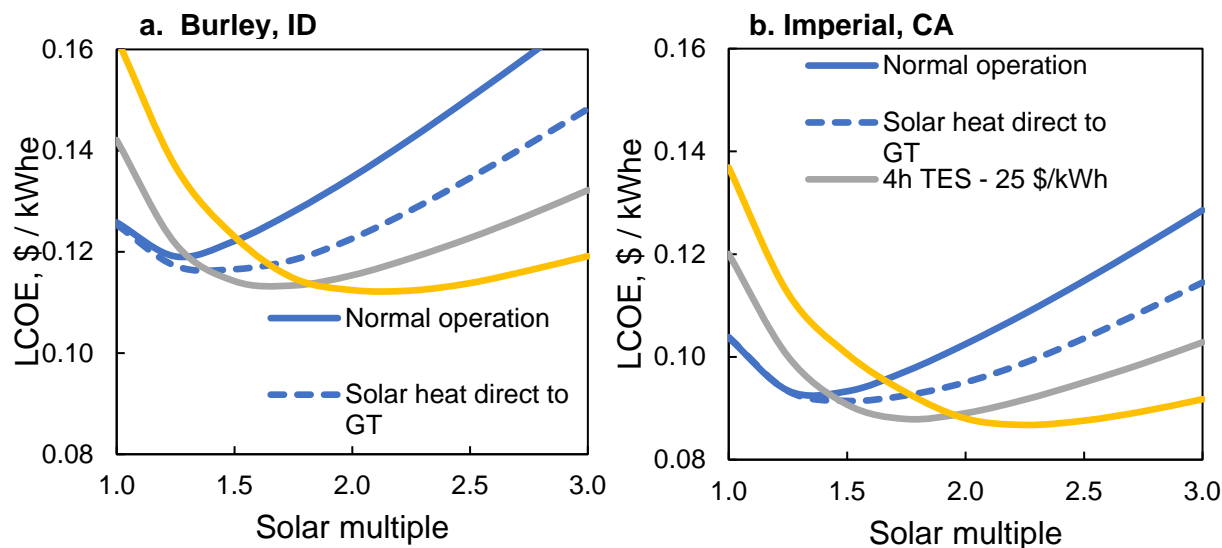 a. Burley, ID
LCOE, $ / kWhe
0.16
0.14
0.12
0.10
0.08
Normal operation
Solar heat direct to
GT
1.0
1.5
2.0
2.5
3.0
Solar multiple
b. Imperial, CA
LCOE, $ / kWhe
0.16
0.14
0.12
0.10
0.08
Normal operation
Solar heat direct to
GT
4h TES - 25 $/kWh
1.0
1.5
2.0
2.5
3.0
Solar multiple